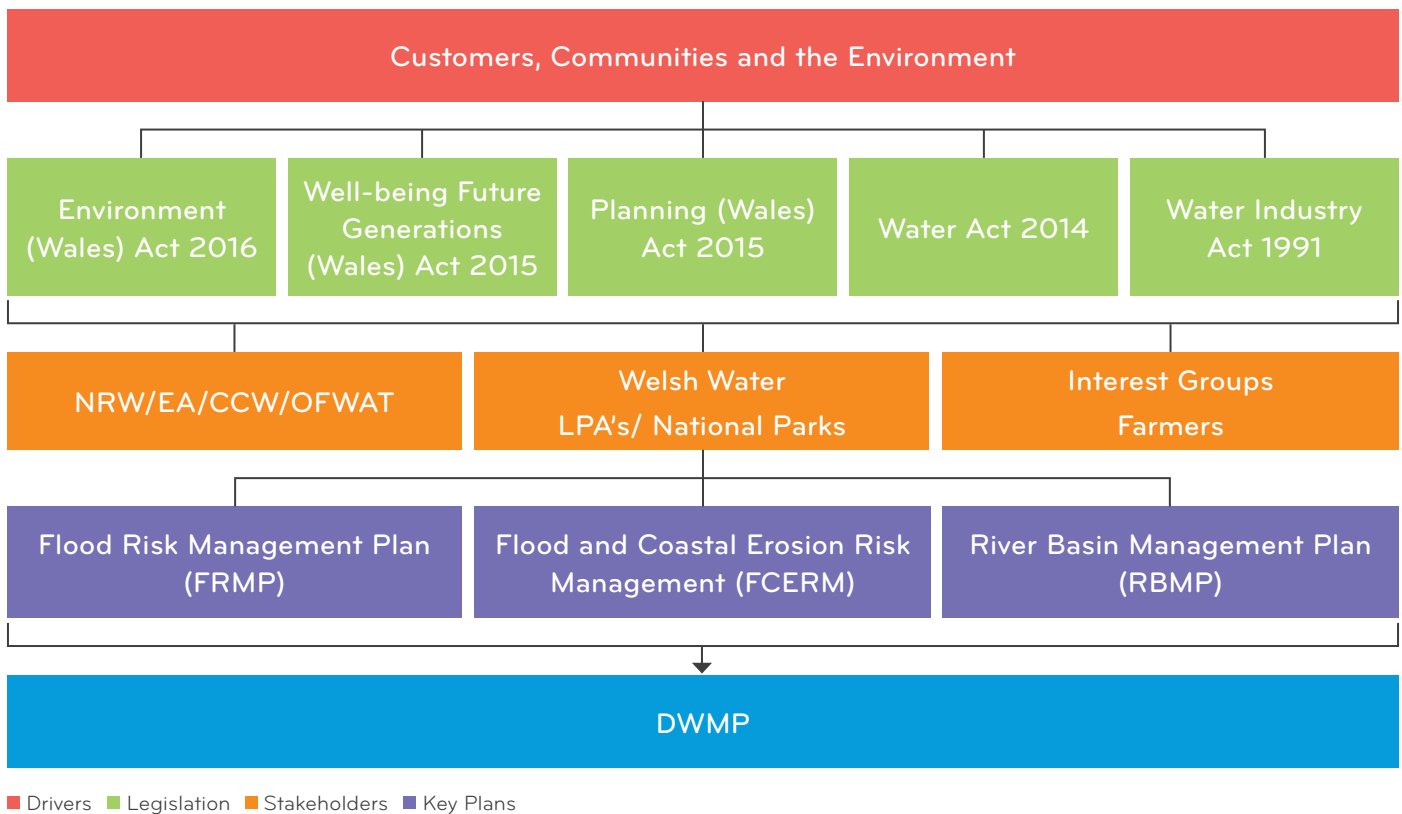 Customers, Communities and the Environment
Environment
(Wales) Act 2016
Well-being Future
Generations
(Wales) Act 2015
Planning (Wales)
Act 2015
Water Act 2014
Water Industry
Act 1991
NRW/EA/CCW/OFWAT
Welsh Water
LPA's/ National Parks
Interest Groups
Farmers
Flood Risk Management Plan
(FRMP)
Flood and Coastal Erosion Risk
Management (FCERM)
River Basin Management Plan
(RBMP)
DWMP
Drivers Legislation Stakeholders Key Plans